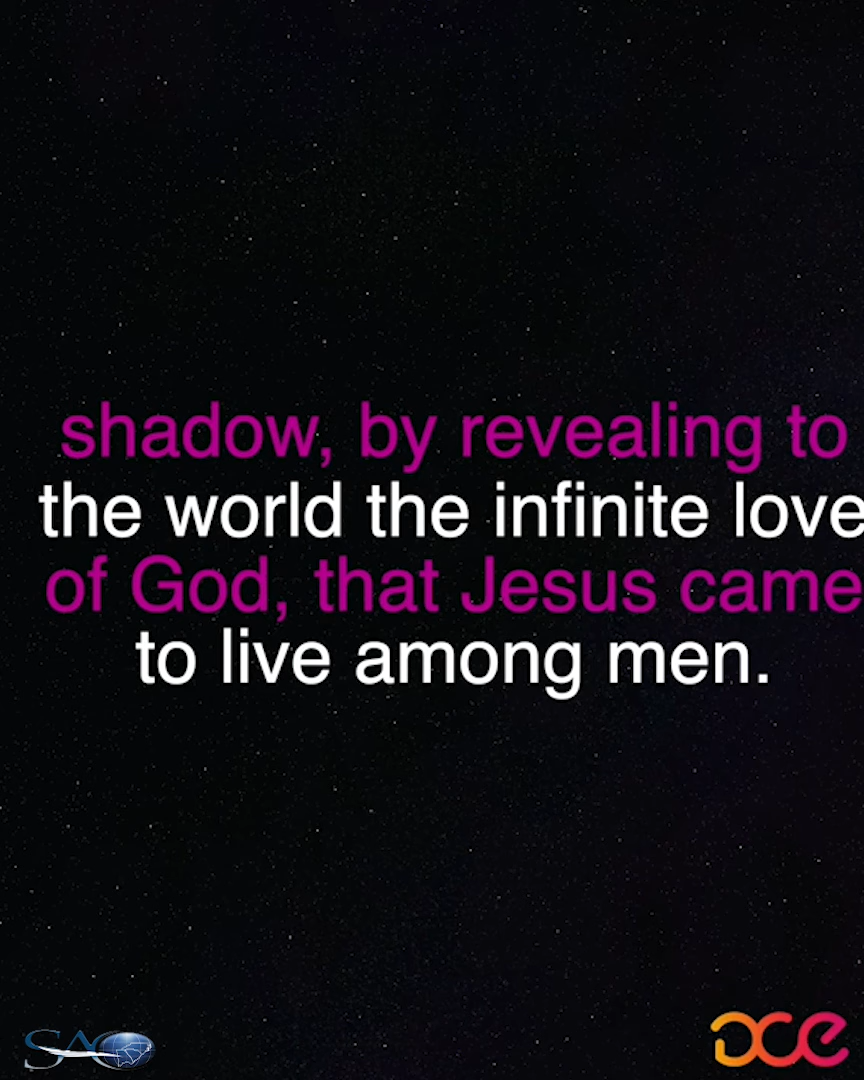 shadow, by revealing to
the world the infinite love
of God, that Jesus came
to live among men.